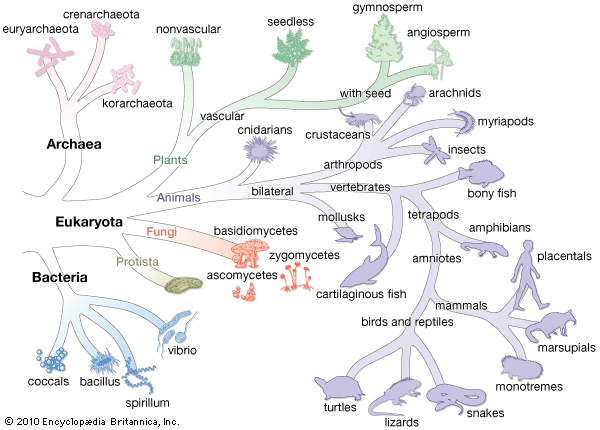 crenarchaeota
euryarchaeota
korarchaeota
Archaea
nonvascular
seedless
gymnosperm
angiosperm
with seed
vascular
Plants
cnidarians
arachnids
crustaceans
myriapods
insects
arthropods
Animals
bilateral
vertebrates
bony fish
mollusks
tetrapods
amphibians
cartilaginous fish
amniotes
placentals
mammals
marsupials
monotremes
birds and reptiles
turtles
lizards
snakes
Eukaryota
Fungi
basidiomycetes
zygomycetes
ascomycetes
Protista
Bacteria
coccals
bacillus
spirillum
vibrio
© 2010 Encyclopædia Britannica, Inc.